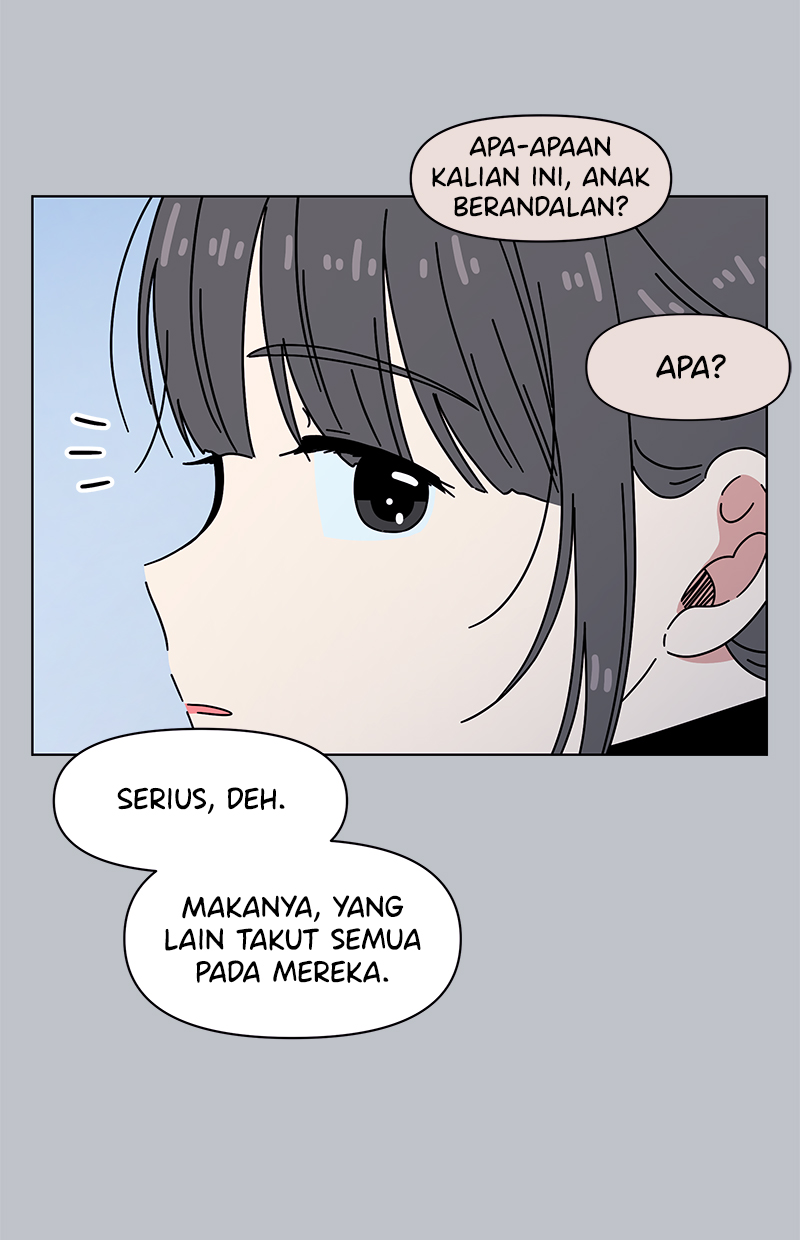 APA-APAAN
KALIAN INI, ANAK
BERANDALAN?
APA?
SERIUS, DEH.
MAKANYA, YANG
LAIN TAKUT SEMUA
PADA MEREKA.